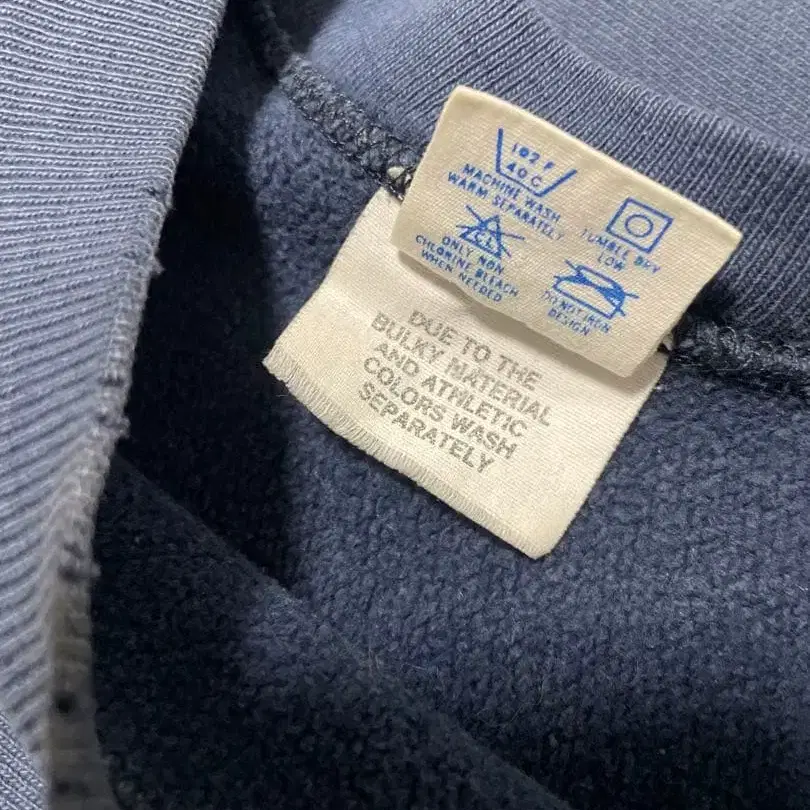 102 F
40 C
MACHINE WASH
WARM SEPARATELY
TUMBLE DRY
LOW
CL
ONLY NON
CHLORINE BLEACH
WHEN NEEDED
DO NOT IRON
DESIGN
DUE TO THE
BULKY MATERIAL
AND ATHLETIC
COLORS WASH
SEPARATELY